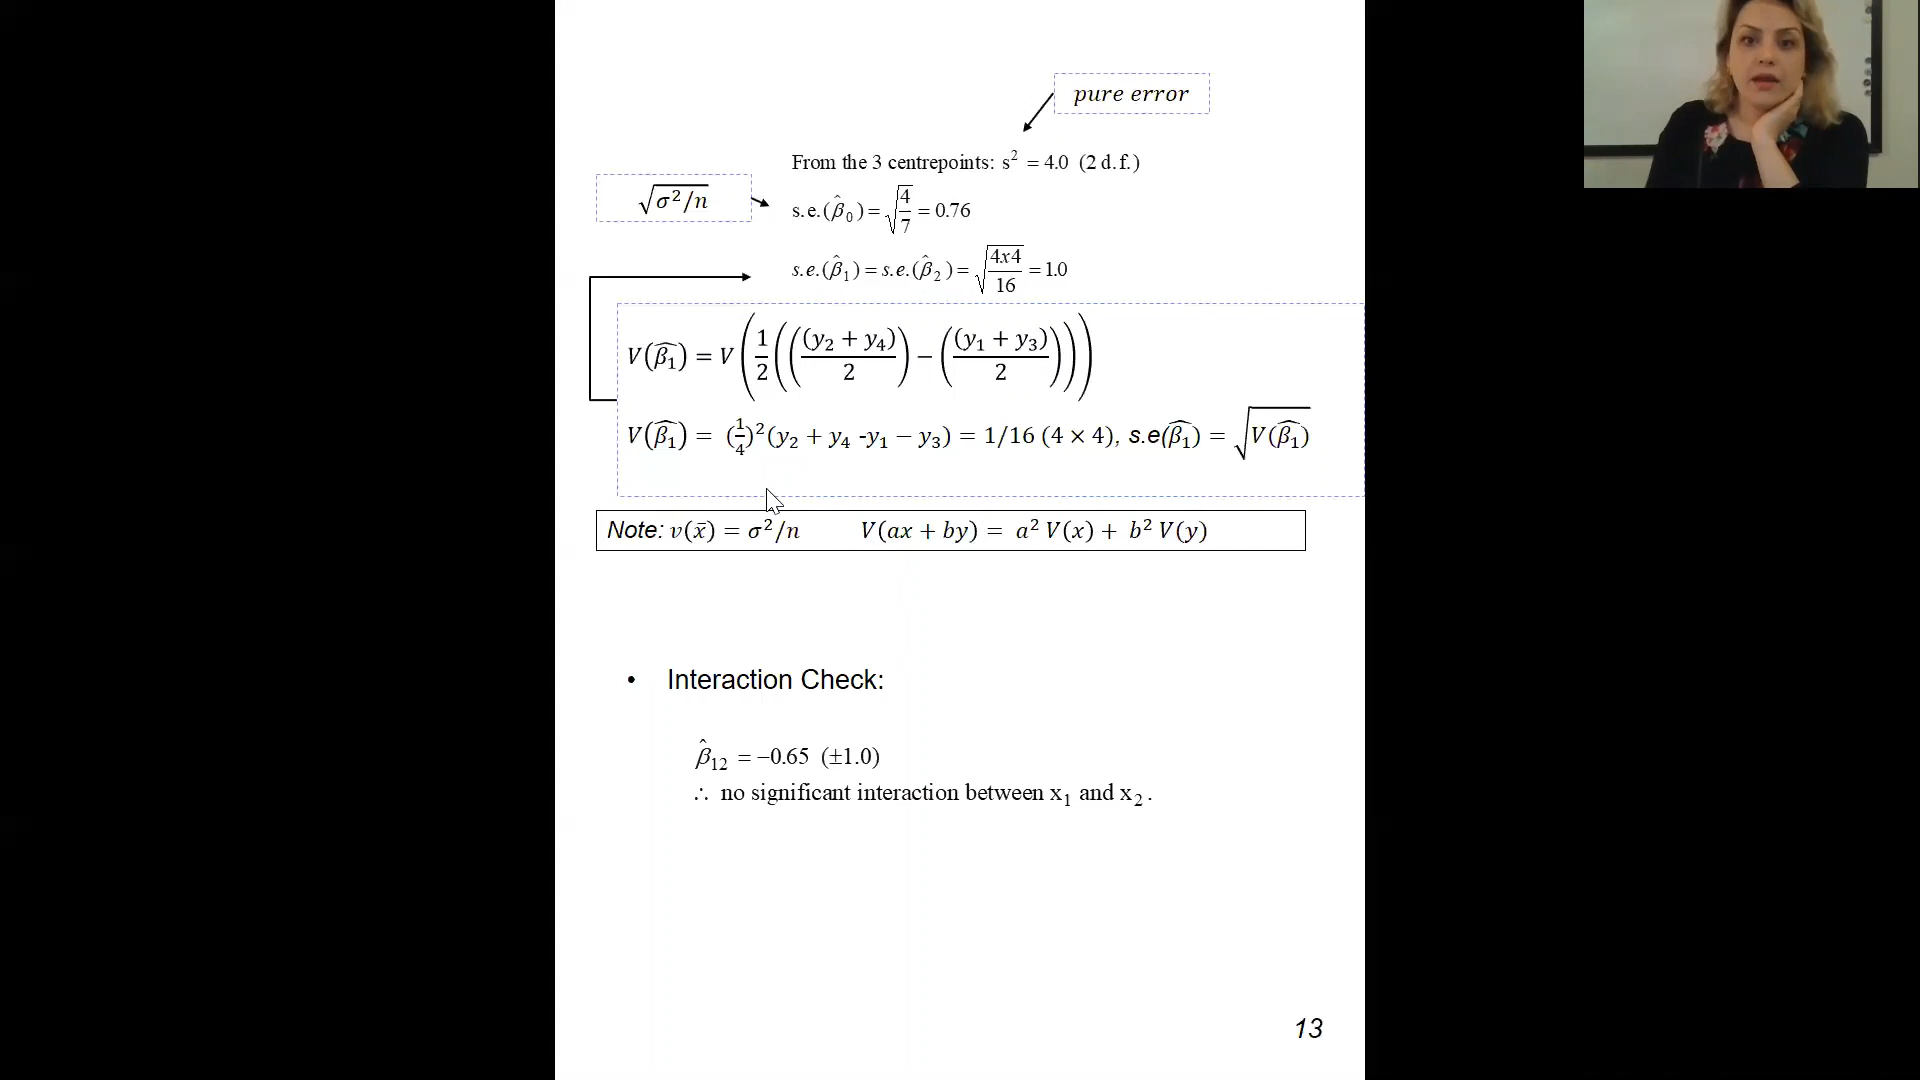 pure error
From the 3 centrepoints: s² = 4.0 (2 d.f.)
√(σ²/n)
s.e.(β̂₀) = √(4/7) = 0.76
s.e.(β̂₁) = s.e.(β̂₂) = √(4x4/16) = 1.0
V(β̂₁) = V(1/2(((y₂ + y₄)/2) − ((y₁ + y₃)/2)))
V(β̂₁) = (1/4)²(y₂ + y₄ -y₁ − y₃) = 1/16 (4 × 4), s.e(β̂₁) = √V(β̂₁)
Note: v(x̄) = σ²/n V(ax + by) = a² V(x) + b² V(y)
• Interaction Check:
β̂₁₂ = −0.65 (±1.0)
∴ no significant interaction between x₁ and x₂.
13